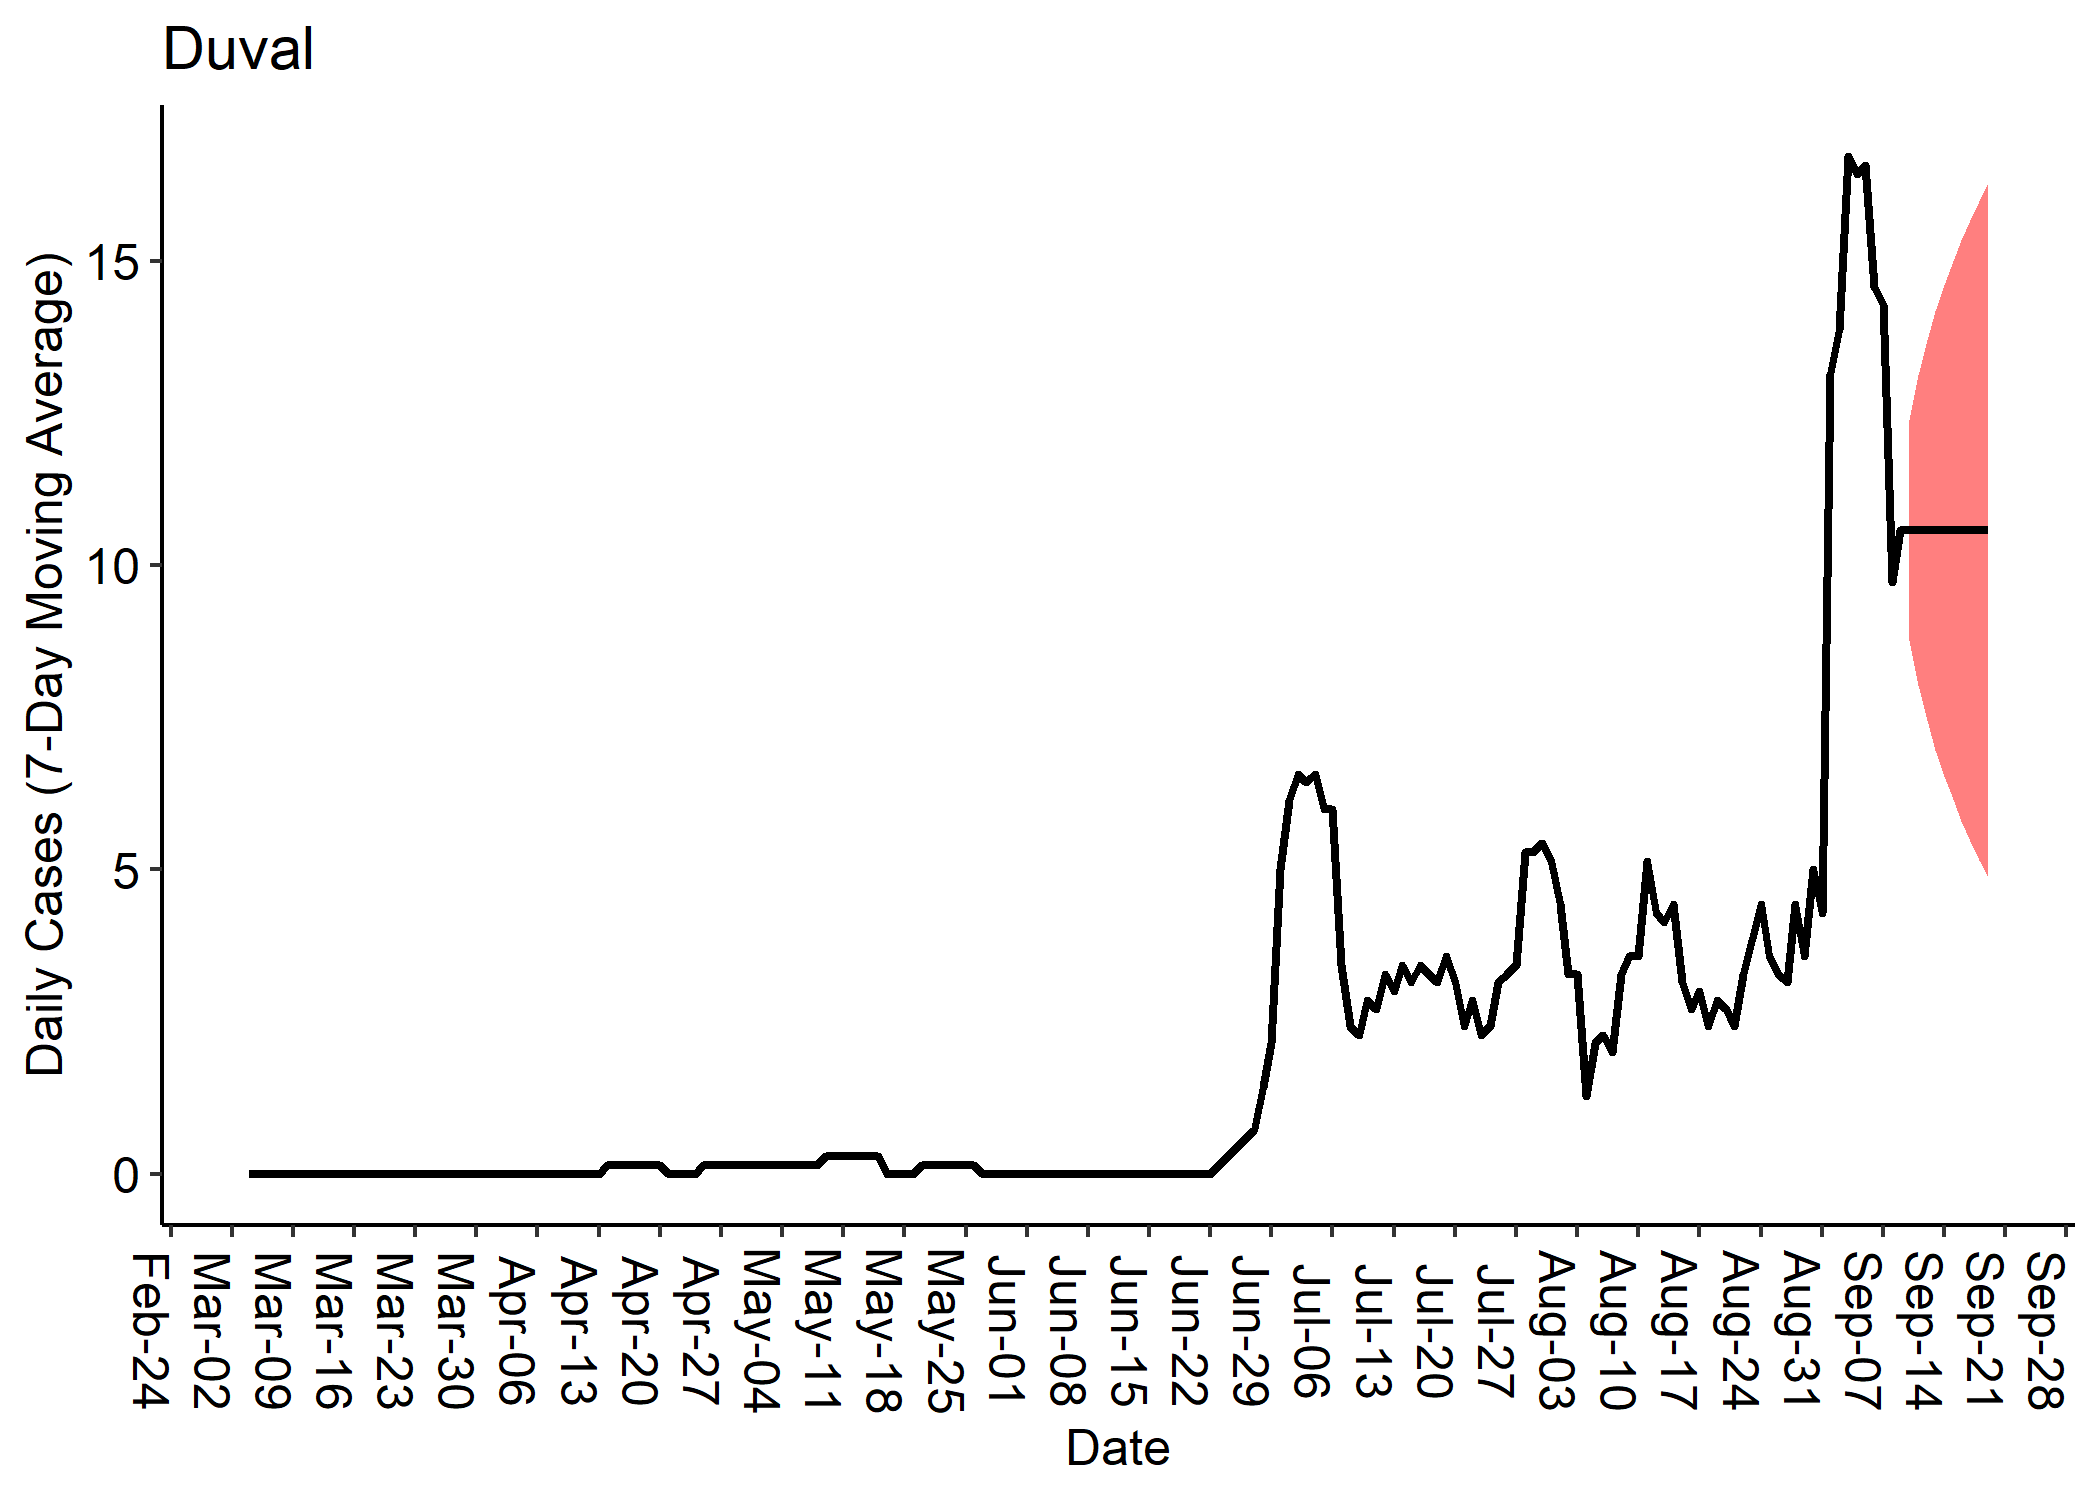 Duval
Daily Cases (7-Day Moving Average)
15
10
5
0
Feb-24
Mar-02
Mar-09
Mar-16
Mar-23
Mar-30
Apr-06
Apr-13
Apr-20
Apr-27
May-04
May-11
May-18
May-25
Jun-01
Jun-08
Jun-15
Jun-22
Jun-29
Jul-06
Jul-13
Jul-20
Jul-27
Aug-03
Aug-10
Aug-17
Aug-24
Aug-31
Sep-07
Sep-14
Sep-21
Sep-28
Date